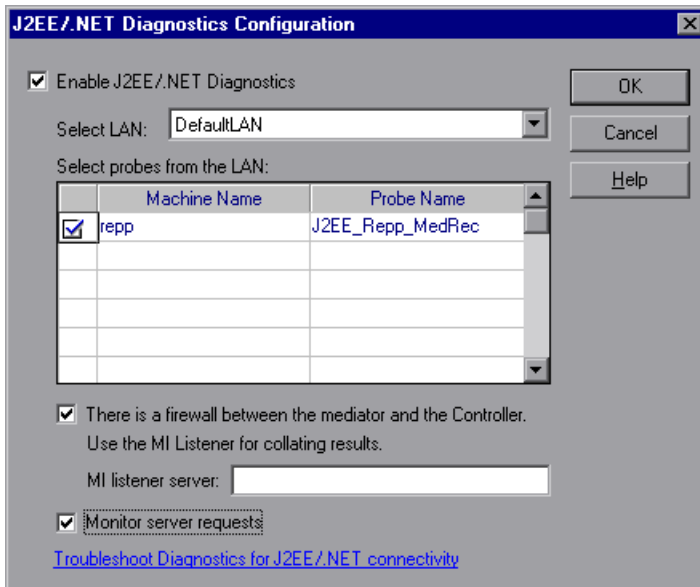 J2EE/.NET Diagnostics Configuration
Enable J2EE/.NET Diagnostics
OK
Select LAN: DefaultLAN
Cancel
Select probes from the LAN:
Help
Machine Name Probe Name
repp J2EE_Repp_MedRec
There is a firewall between the mediator and the Controller.
Use the MI Listener for collating results.
MI listener server:
Monitor server requests
Troubleshoot Diagnostics for J2EE/.NET connectivity